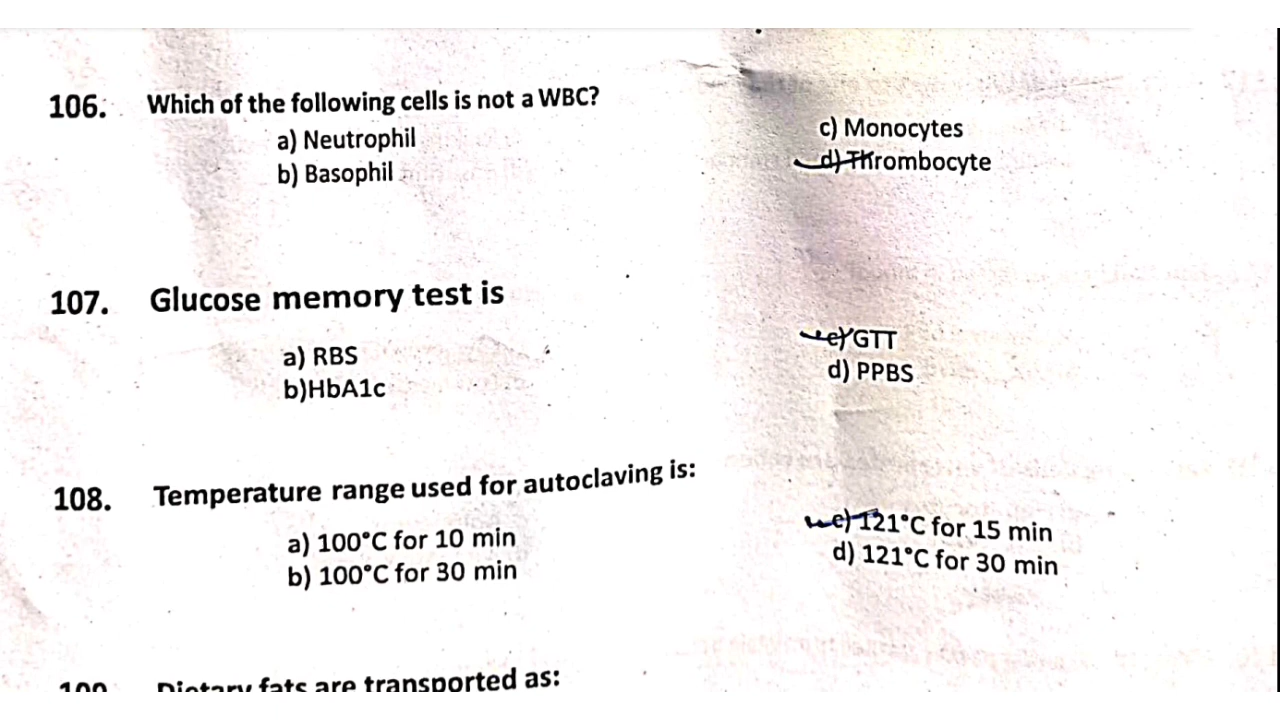 106. Which of the following cells is not a WBC?
a) Neutrophil
b) Basophil
c) Monocytes
d) Thrombocyte
107. Glucose memory test is
a) RBS
b)HbA1c
c) GTT
d) PPBS
108. Temperature range used for autoclaving is:
a) 100°C for 10 min
b) 100°C for 30 min
c) 121°C for 15 min
d) 121°C for 30 min
109 Dietary fats are transported as: